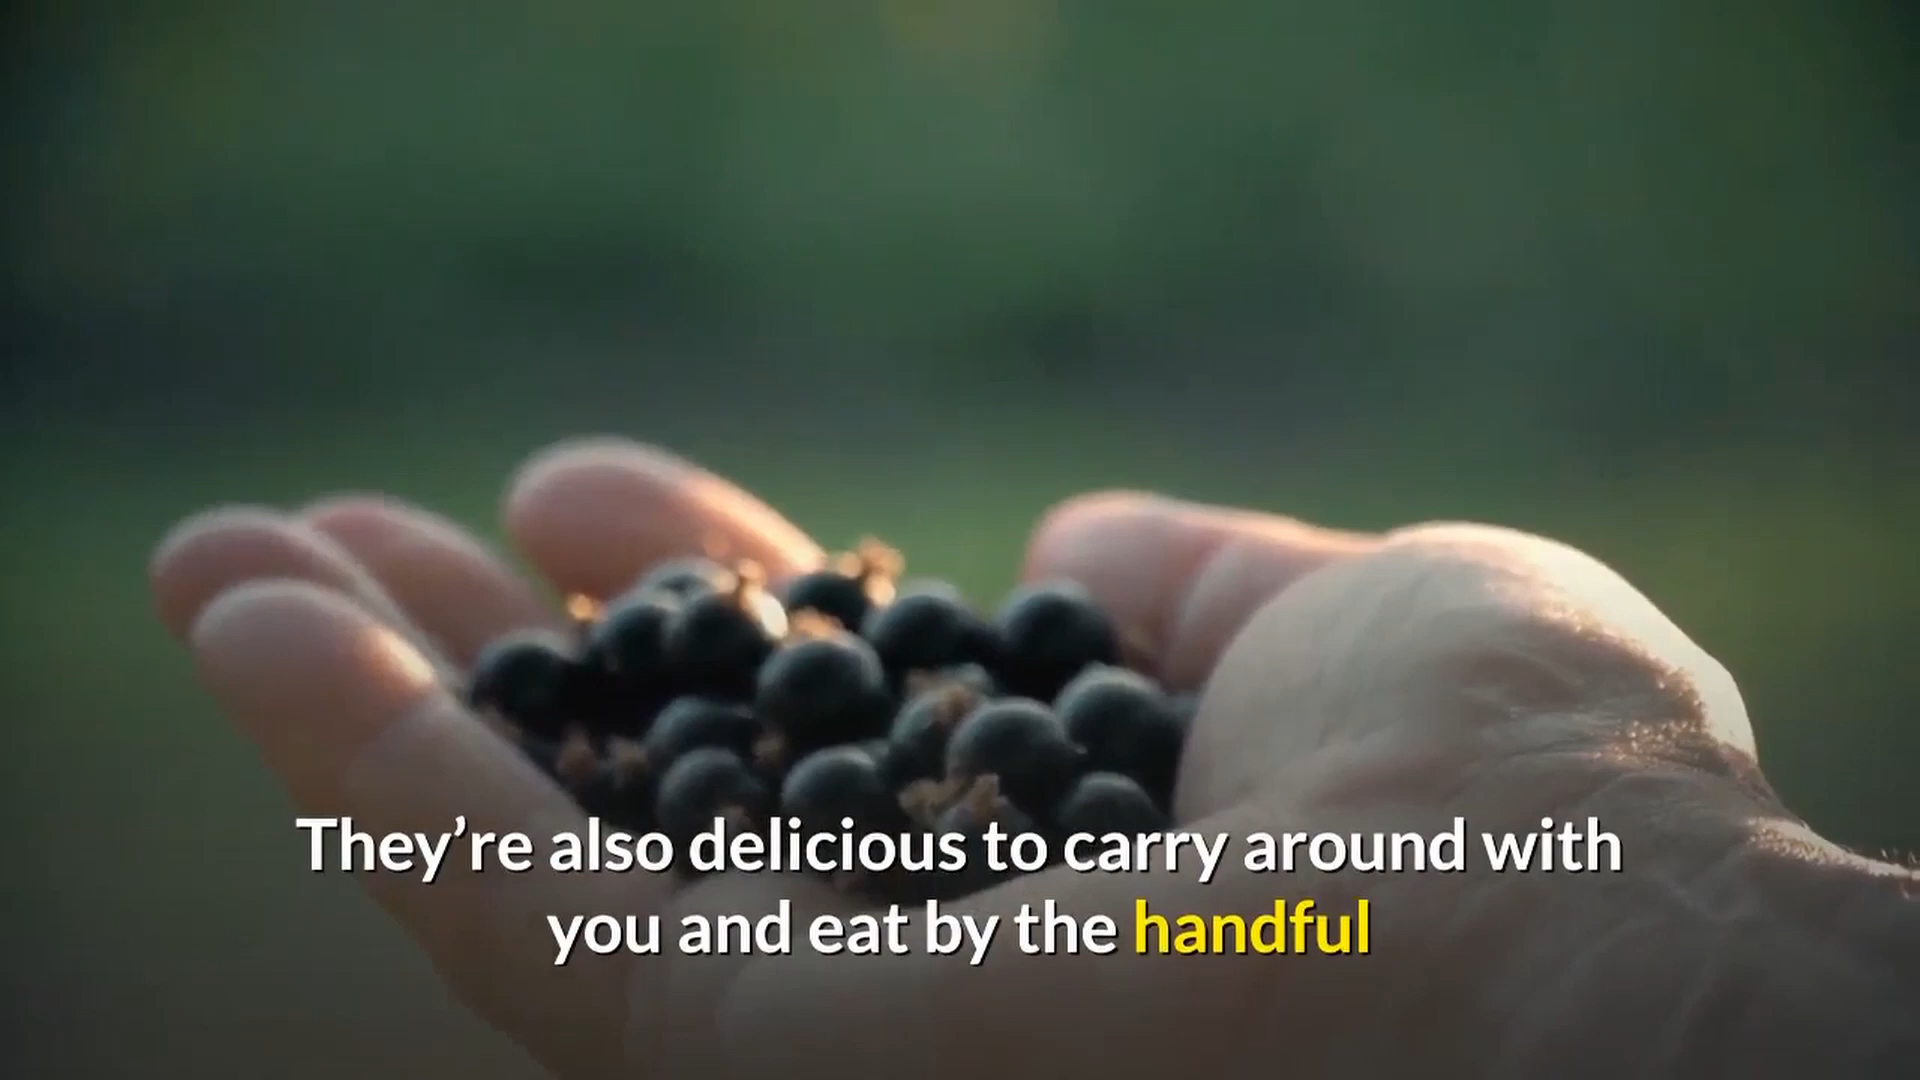 They’re also delicious to carry around with
you and eat by the handful